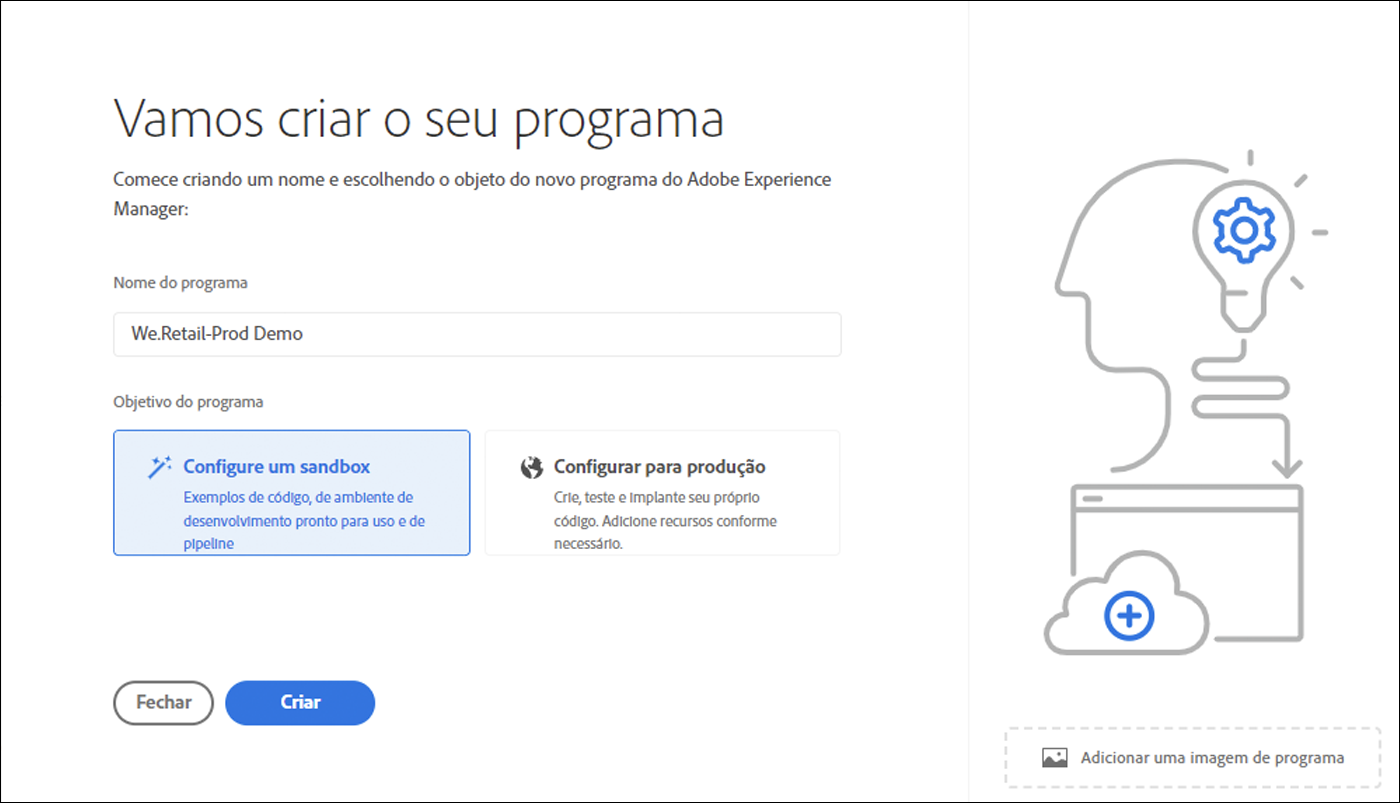 Vamos criar o seu programa
Comece criando um nome e escolhendo o objeto do novo programa do Adobe Experience
Manager:
Nome do programa
We.Retail-Prod Demo
Objetivo do programa
Configure um sandbox
Exemplos de código, de ambiente de
desenvolvimento pronto para uso e de
pipeline
Configurar para produção
Crie, teste e implante seu próprio
código. Adicione recursos conforme
necessário.
Fechar
Criar
Adicionar uma imagem de programa